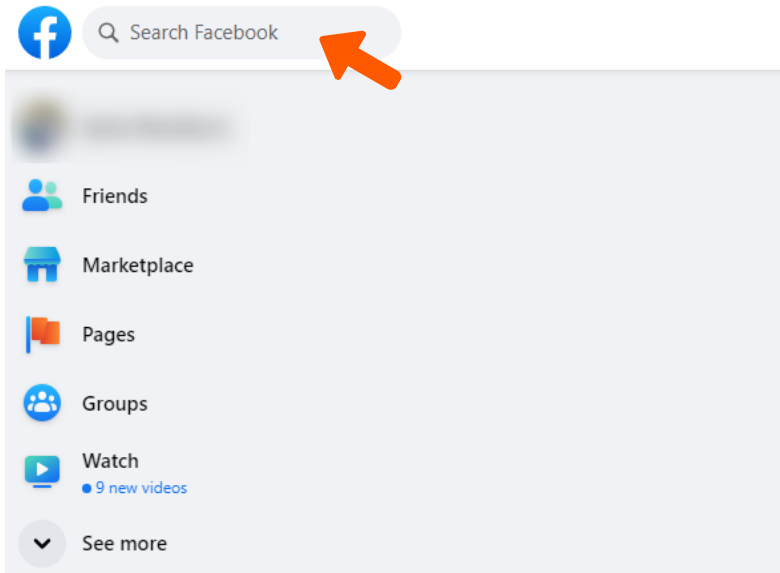 Search Facebook
Friends
Marketplace
Pages
Groups
Watch
9 new videos
See more